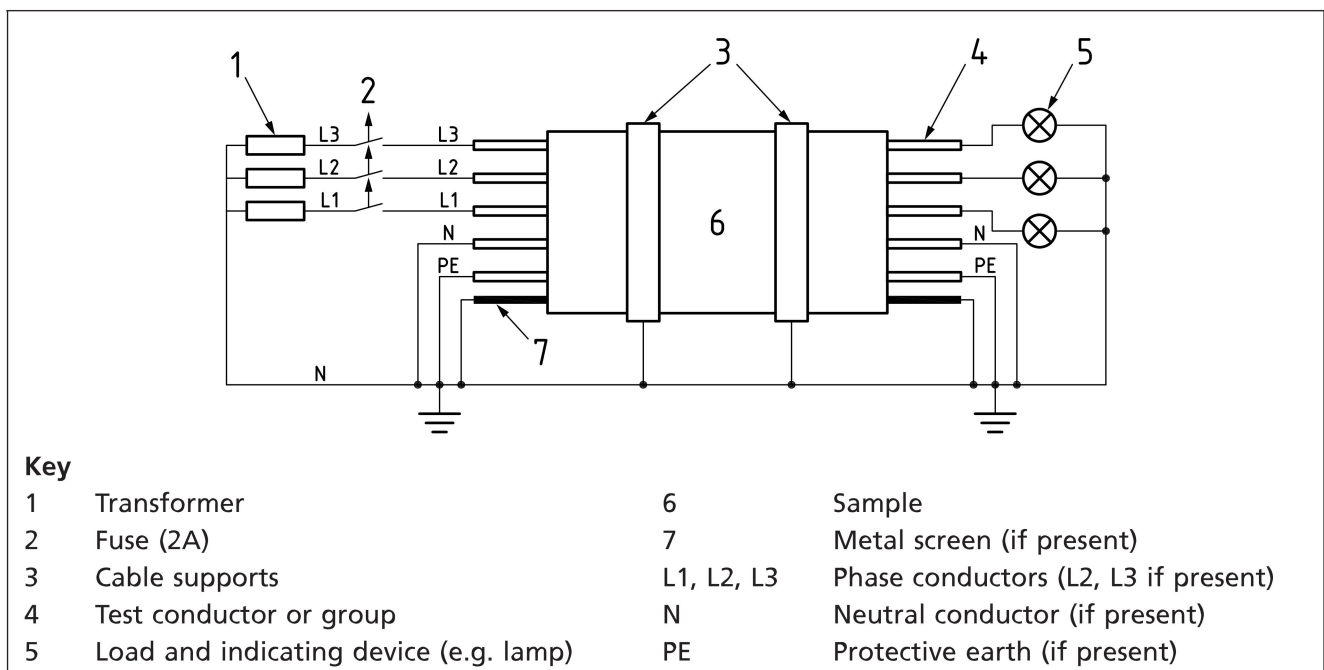 1 2 3 4 5
L3 L3
L2 L2
L1 L1
6
N N
PE PE
7
N
Key
1 Transformer 6 Sample
2 Fuse (2A) 7 Metal screen (if present)
3 Cable supports L1, L2, L3 Phase conductors (L2, L3 if present)
4 Test conductor or group N Neutral conductor (if present)
5 Load and indicating device (e.g. lamp) PE Protective earth (if present)